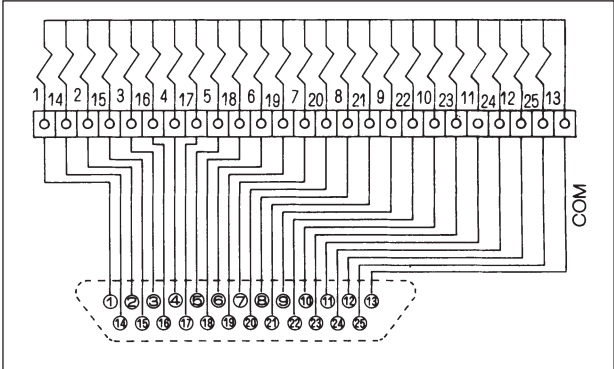 1 14 2 15 3 16 4 17 5 18 6 19 7 20 8 21 9 22 10 23 11 24 12 25 13
COM
① ② ③ ④ ⑤ ⑥ ⑦ ⑧ ⑨ ⑩ ⑪ ⑫ ⑬
⑭ ⑮ ⑯ ⑰ ⑱ ⑲ ⑳ ㉑ ㉒ ㉓ ㉔ ㉕